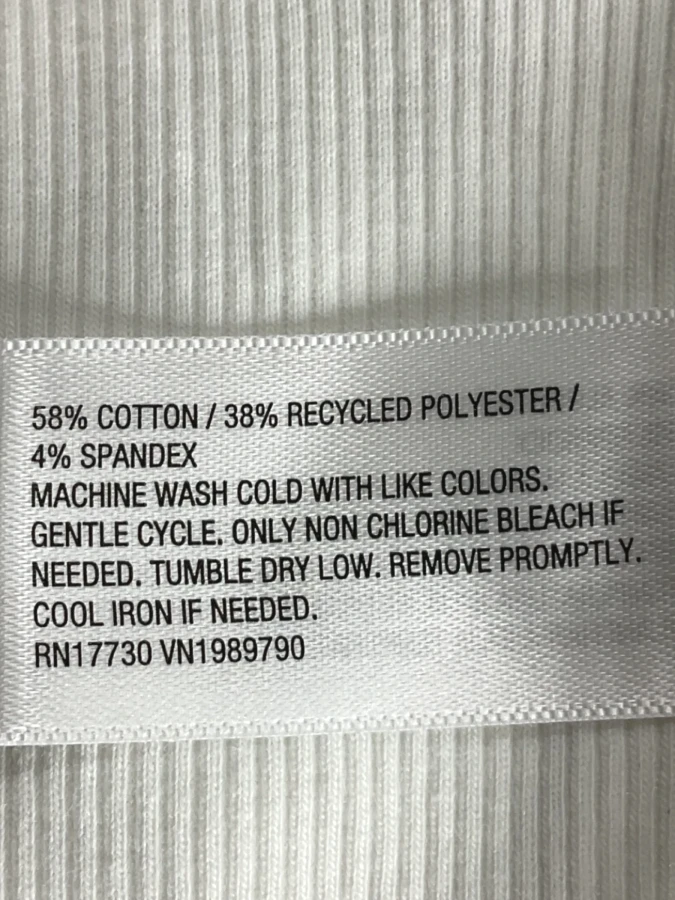 58% COTTON / 38% RECYCLED POLYESTER /
4% SPANDEX
MACHINE WASH COLD WITH LIKE COLORS.
GENTLE CYCLE. ONLY NON CHLORINE BLEACH IF
NEEDED. TUMBLE DRY LOW. REMOVE PROMPTLY.
COOL IRON IF NEEDED.
RN17730 VN1989790